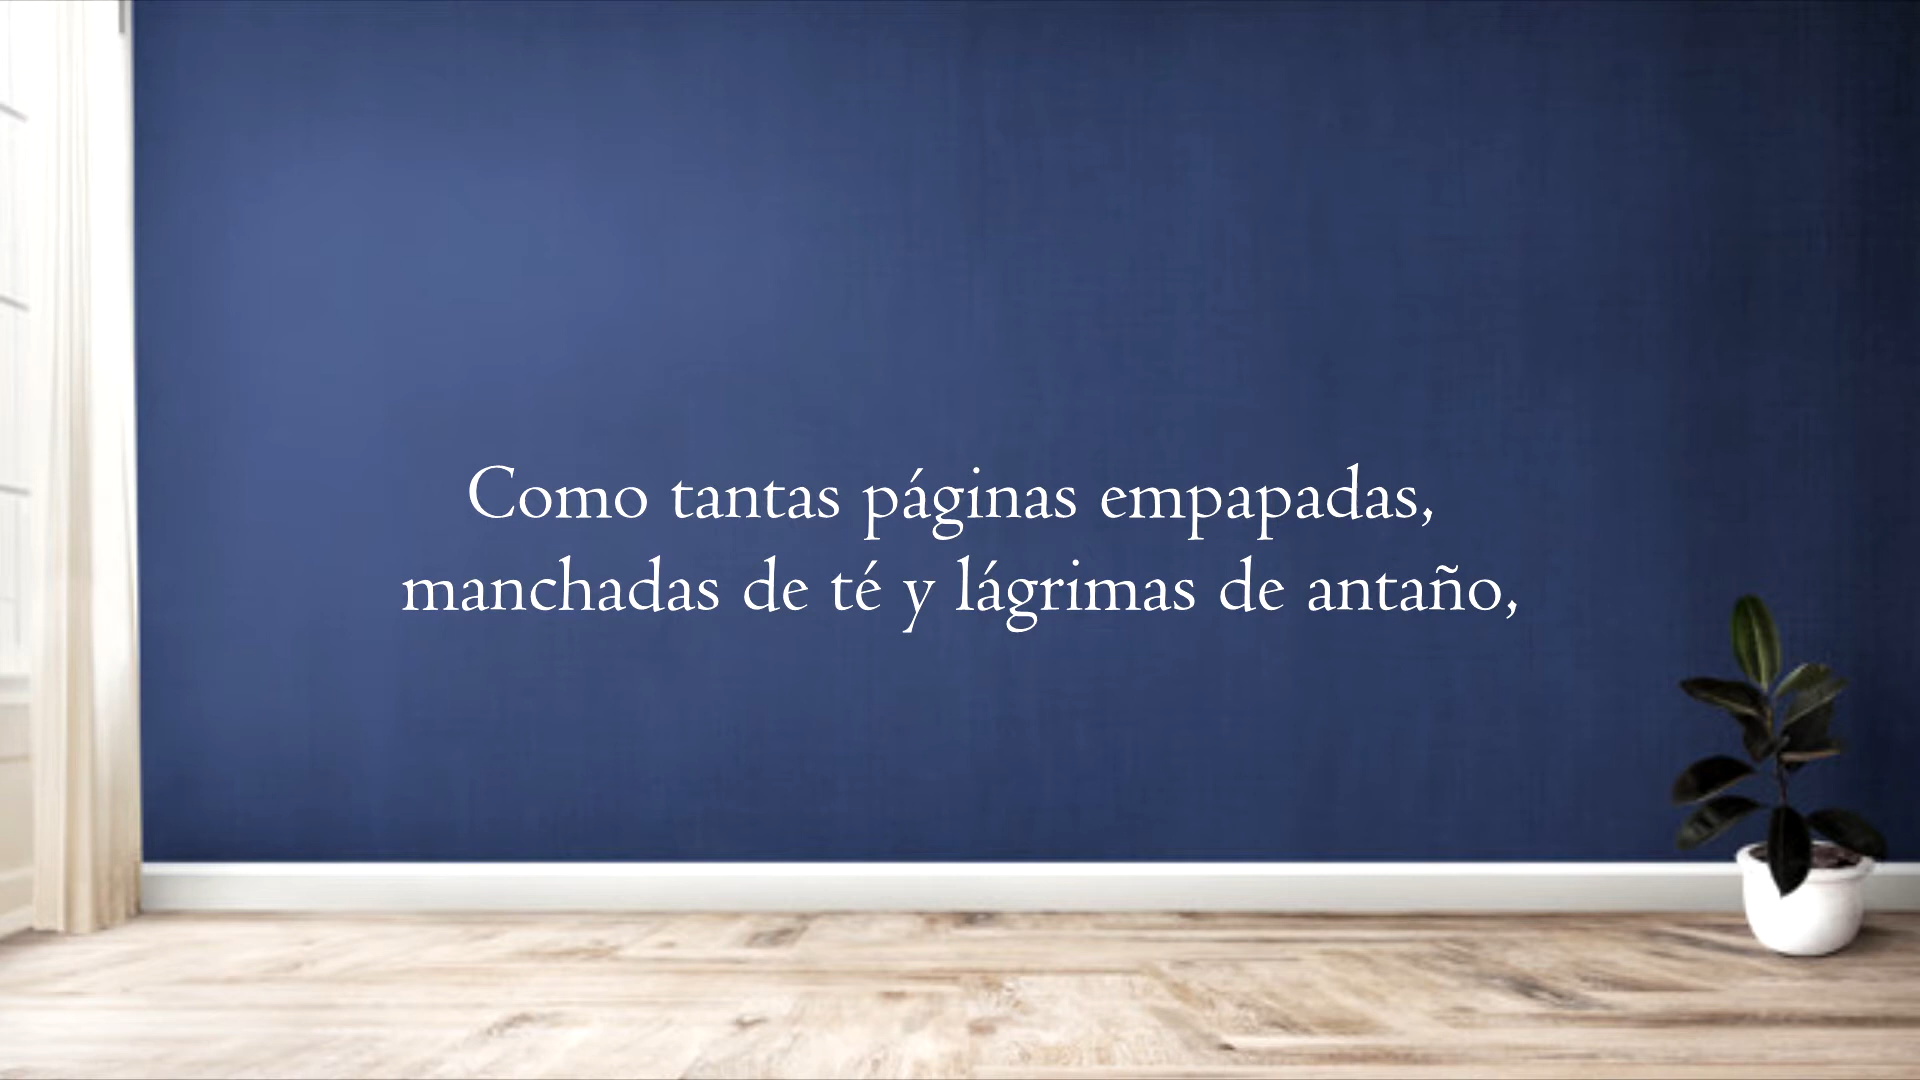 Como tantas páginas empapadas,
manchadas de té y lágrimas de antaño,